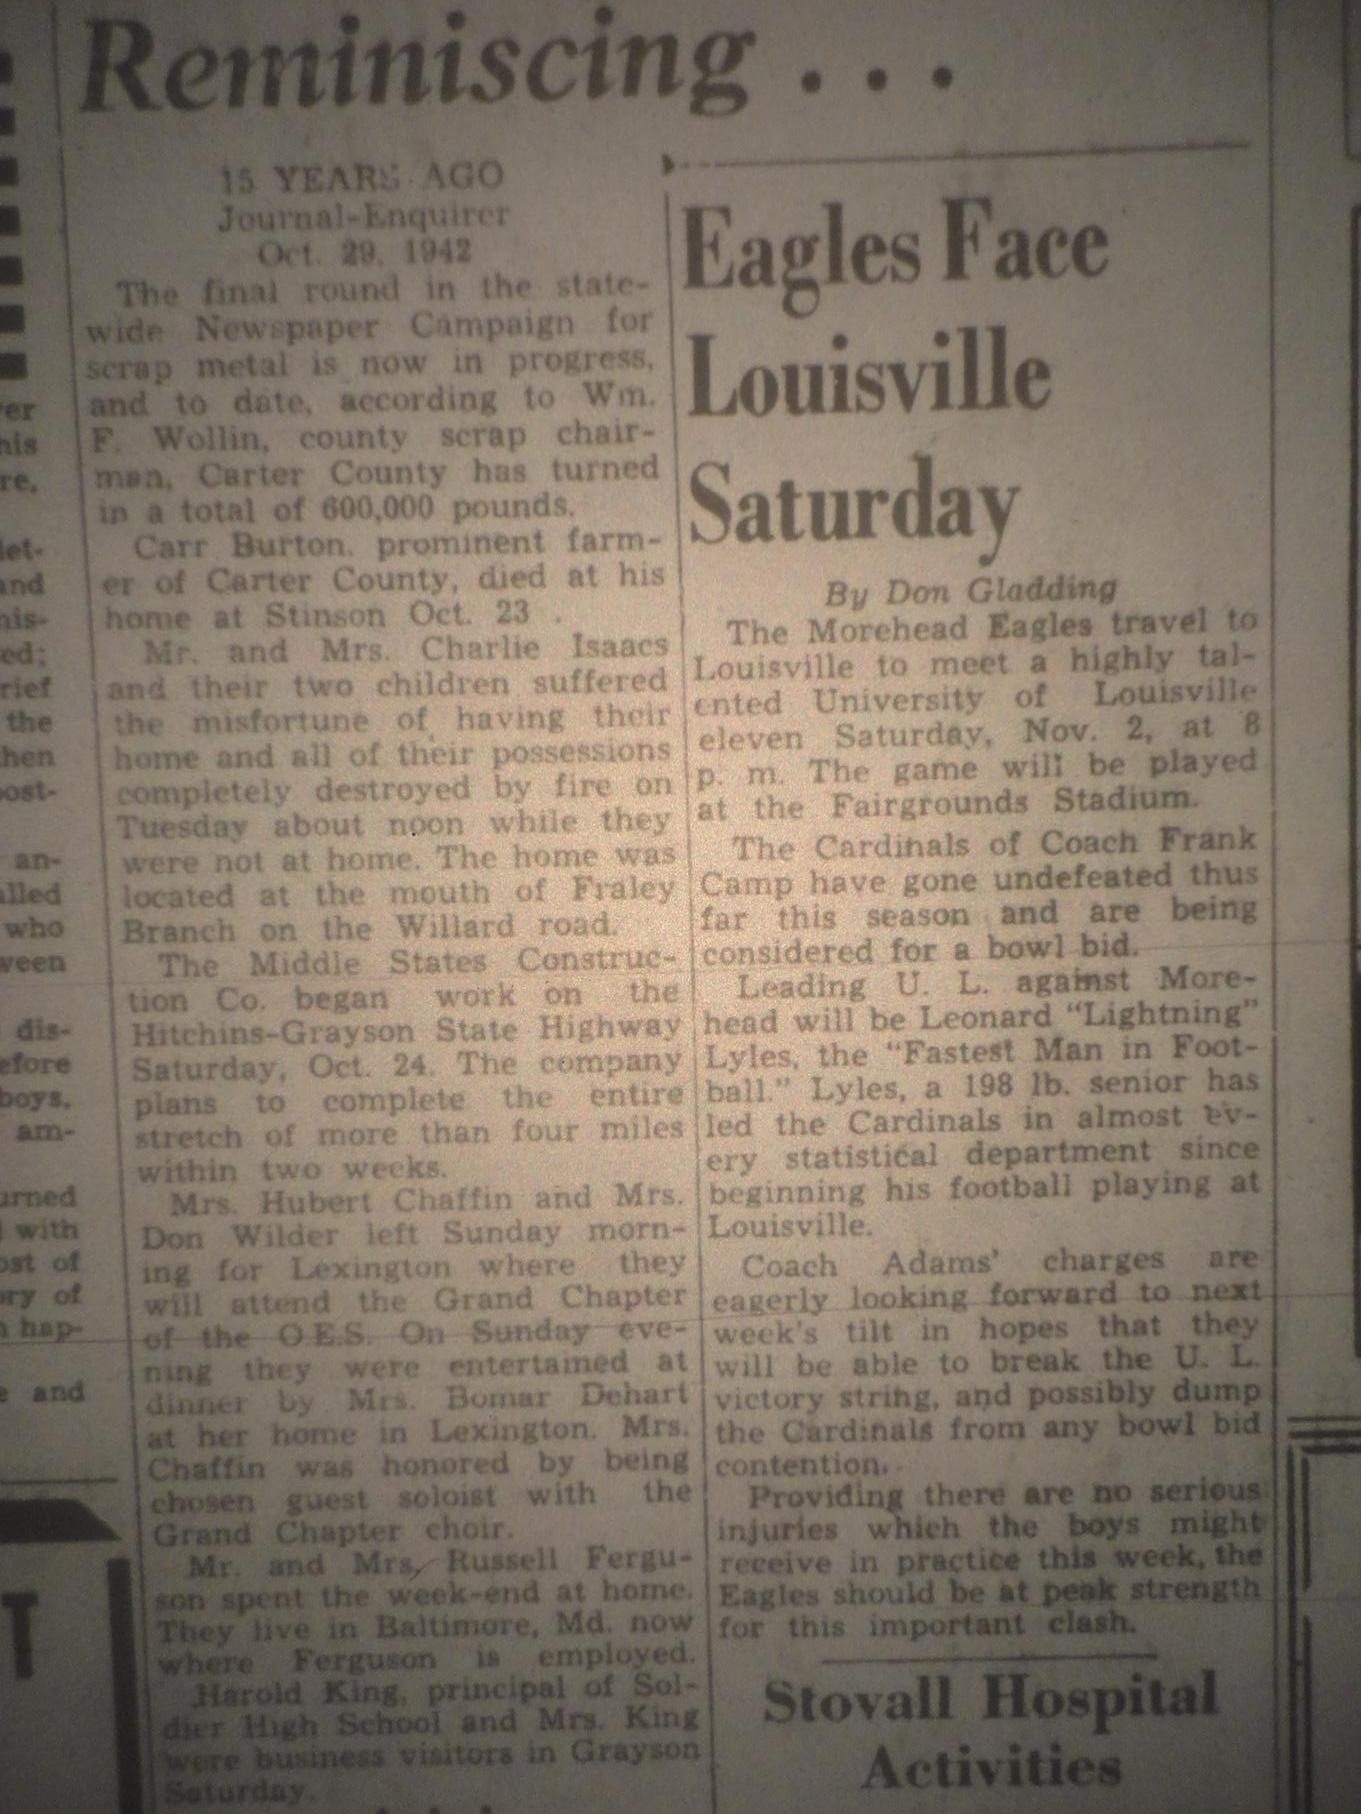 Reminiscing . . .
15 YEARS AGO
Journal-Enquirer
Oct. 29, 1942
The final round in the state-
wide Newspaper Campaign for
scrap metal is now in progress,
and to date, according to Wm.
F. Wollin, county scrap chair-
man, Carter County has turned
in a total of 600,000 pounds.
Carr Burton, prominent farm-
er of Carter County, died at his
home at Stinson Oct. 23 .
Mr. and Mrs. Charlie Isaacs
and their two children suffered
the misfortune of having their
home and all of their possessions
completely destroyed by fire on
Tuesday about noon while they
were not at home. The home was
located at the mouth of Fraley
Branch on the Willard road.
The Middle States Construc-
tion Co. began work on the
Hitchins-Grayson State Highway
Saturday, Oct. 24. The company
plans to complete the entire
stretch of more than four miles
within two weeks.
Mrs. Hubert Chaffin and Mrs.
Don Wilder left Sunday morn-
ing for Lexington where they
will attend the Grand Chapter
of the O.E.S. On Sunday eve-
ning they were entertained at
dinner by Mrs. Bomar Dehart
at her home in Lexington. Mrs.
Chaffin was honored by being
chosen guest soloist with the
Grand Chapter choir.
Mr. and Mrs. Russell Fergu-
son spent the week-end at home.
They live in Baltimore, Md. now
where Ferguson is employed.
Harold King, principal of Sol-
dier High School and Mrs. King
were business visitors in Grayson
Saturday.
Eagles Face
Louisville
Saturday
By Don Gladding
The Morehead Eagles travel to
Louisville to meet a highly tal-
ented University of Louisville
eleven Saturday, Nov. 2, at 8
p. m. The game will be played
at the Fairgrounds Stadium.
The Cardinals of Coach Frank
Camp have gone undefeated thus
far this season and are being
considered for a bowl bid.
Leading U. L. against More-
head will be Leonard "Lightning"
Lyles, the "Fastest Man in Foot-
ball." Lyles, a 198 lb. senior has
led the Cardinals in almost ev-
ery statistical department since
beginning his football playing at
Louisville.
Coach Adams' charges are
eagerly looking forward to next
week's tilt in hopes that they
will be able to break the U. L.
victory string, and possibly dump
the Cardinals from any bowl bid
contention.
Providing there are no serious
injuries which the boys might
receive in practice this week, the
Eagles should be at peak strength
for this important clash.
Stovall Hospital
Activities